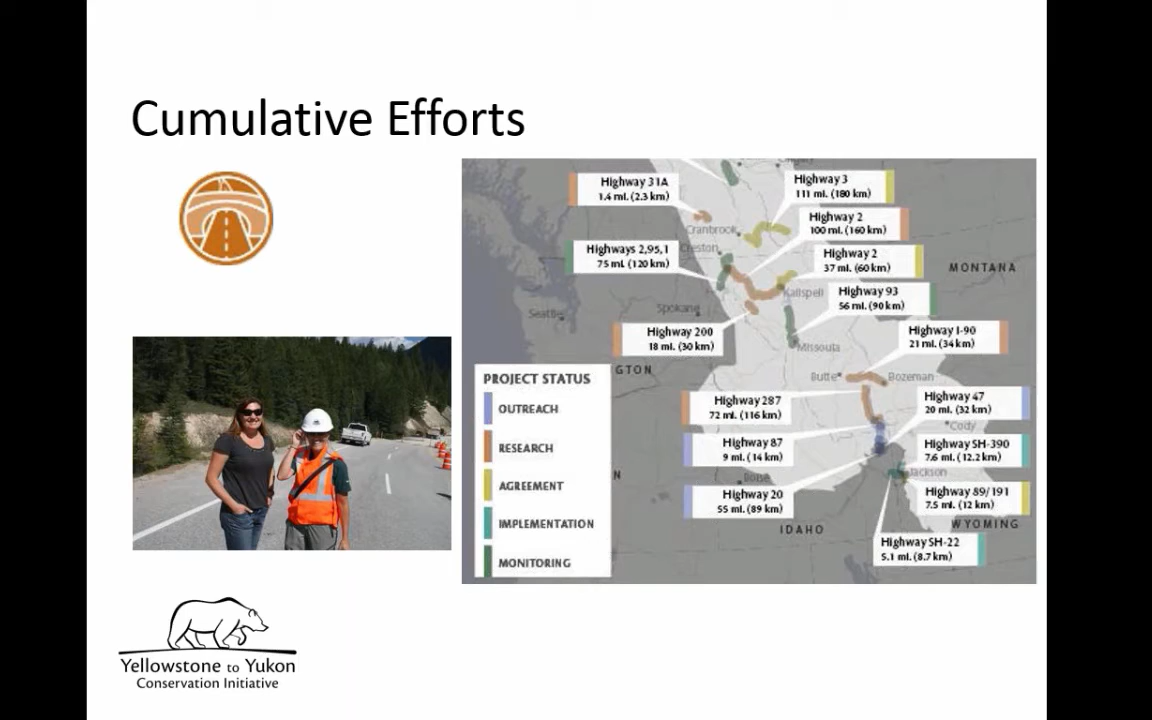 Cumulative Efforts
Highway 31A
1.4 mi. (2.3 km)
Highway 3
111 mi. (180 km)
Highway 2
100 mi. (160 km)
Cranbrook
Creston
Highways 2,95,1
75 mi. (120 km)
Highway 2
37 mi. (60 km)
MONTANA
Kalispell
Highway 93
56 mi. (90 km)
Seattle
Spokane
Highway 200
18 mi. (30 km)
Highway I-90
21 mi. (34 km)
Missoula
GTON
Butte
Bozeman
PROJECT STATUS
OUTREACH
RESEARCH
AGREEMENT
IMPLEMENTATION
MONITORING
Highway 287
72 mi. (116 km)
Highway 47
20 mi. (32 km)
Cody
Highway 87
9 mi. (14 km)
Highway SH-390
7.6 mi. (12.2 km)
N
Boise
Jackson
Highway 20
55 mi. (89 km)
Highway 89/191
7.5 mi. (12 km)
IDAHO
WYOMING
Highway SH-22
5.1 mi. (8.7 km)
Yellowstone to Yukon
Conservation Initiative